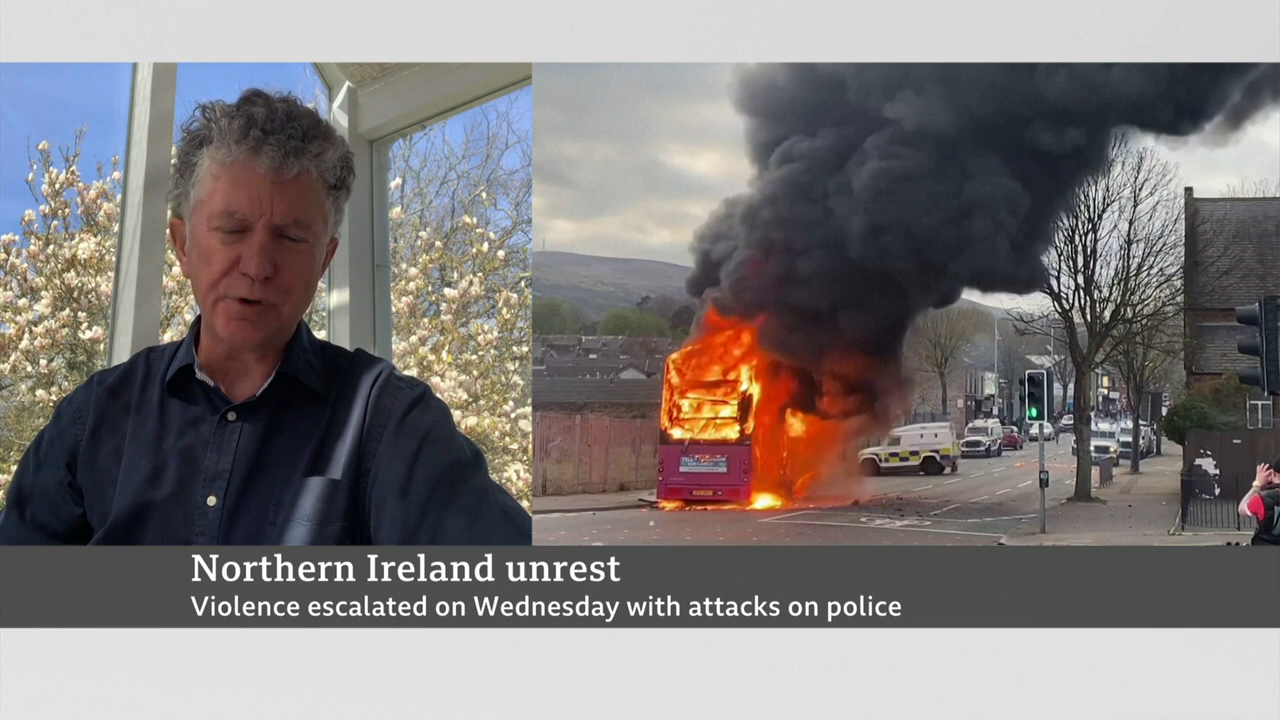 Northern Ireland unrest
Violence escalated on Wednesday with attacks on police